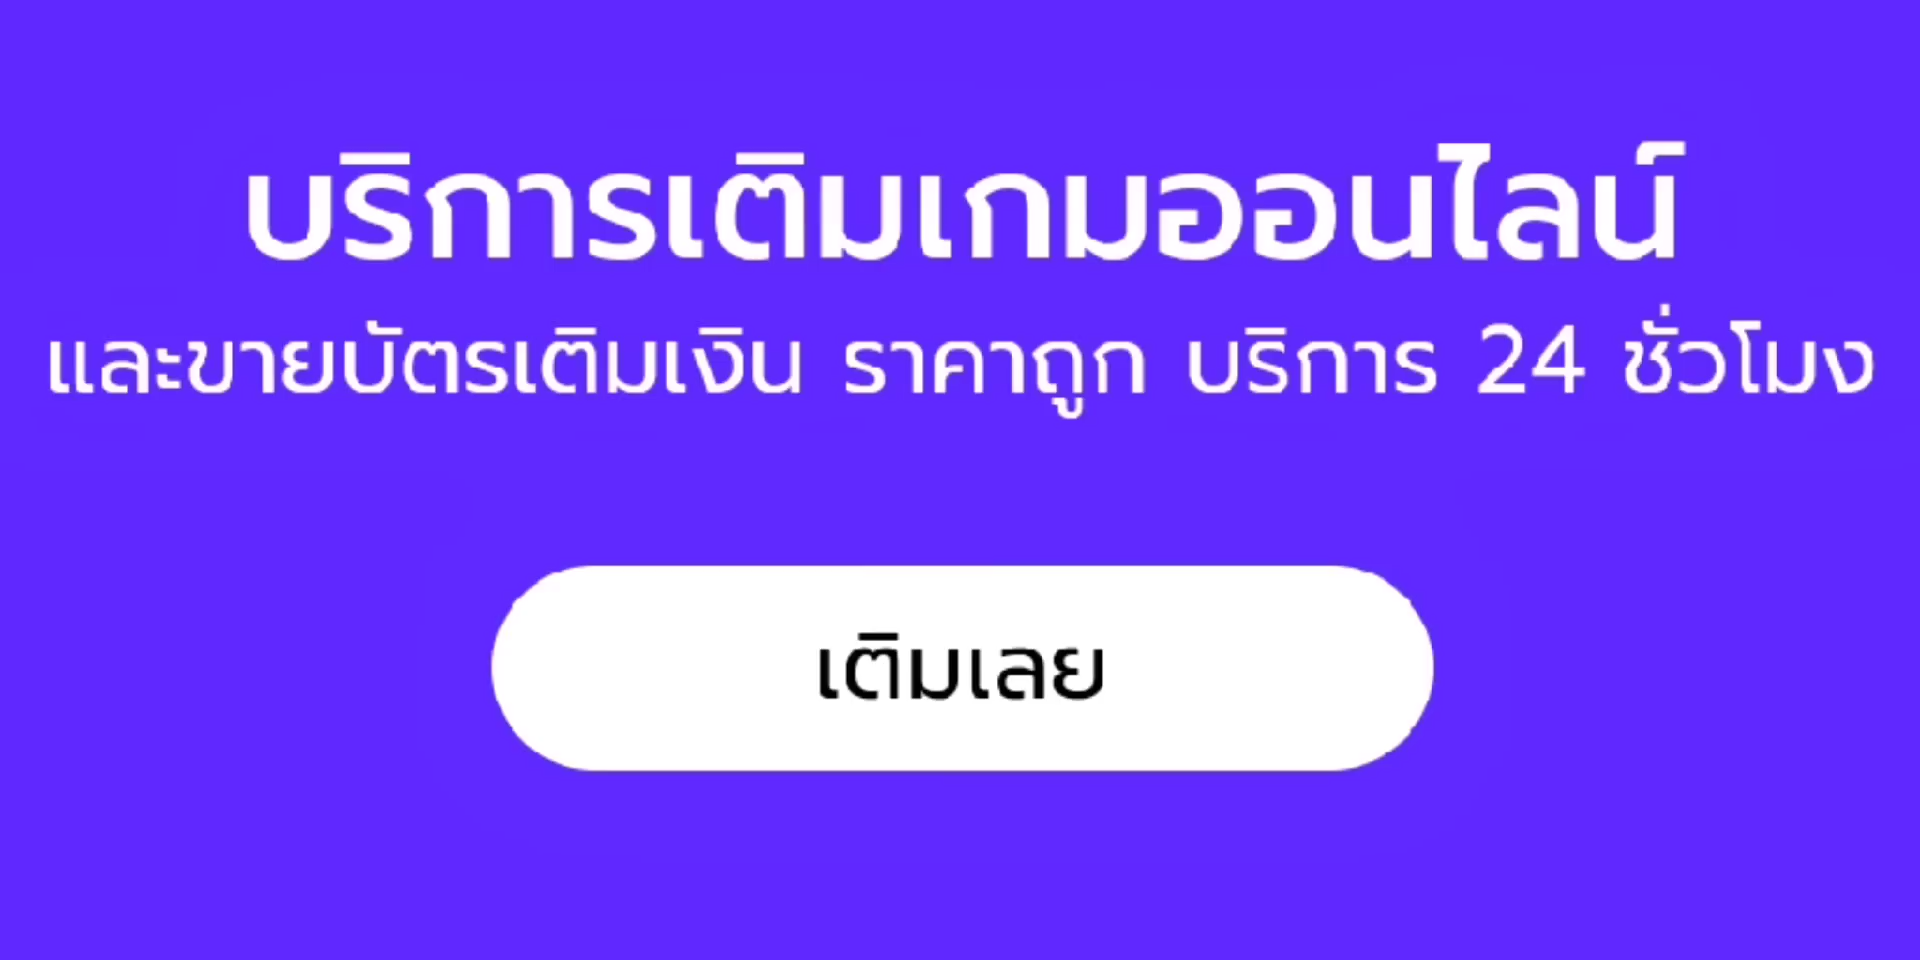 บริการเติมเกมออนไลน์
และขายบัตรเติมเงิน ราคาถูก บริการ 24 ชั่วโมง
เติมเลย